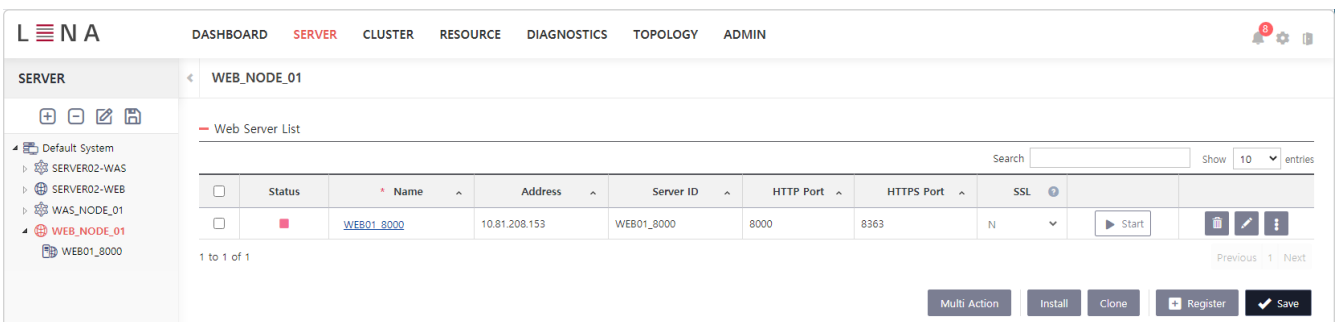 LENA
DASHBOARD SERVER CLUSTER RESOURCE DIAGNOSTICS TOPOLOGY ADMIN
8
SERVER
WEB_NODE_01
Default System
SERVER02-WAS
SERVER02-WEB
WAS_NODE_01
WEB_NODE_01
WEB01_8000
Web Server List
Search
Show 10 entries
Status * Name Address Server ID HTTP Port HTTPS Port SSL ?
WEB01_8000 10.81.208.153 WEB01_8000 8000 8363 N Start
1 to 1 of 1
Previous 1 Next
Multi Action Install Clone Register Save